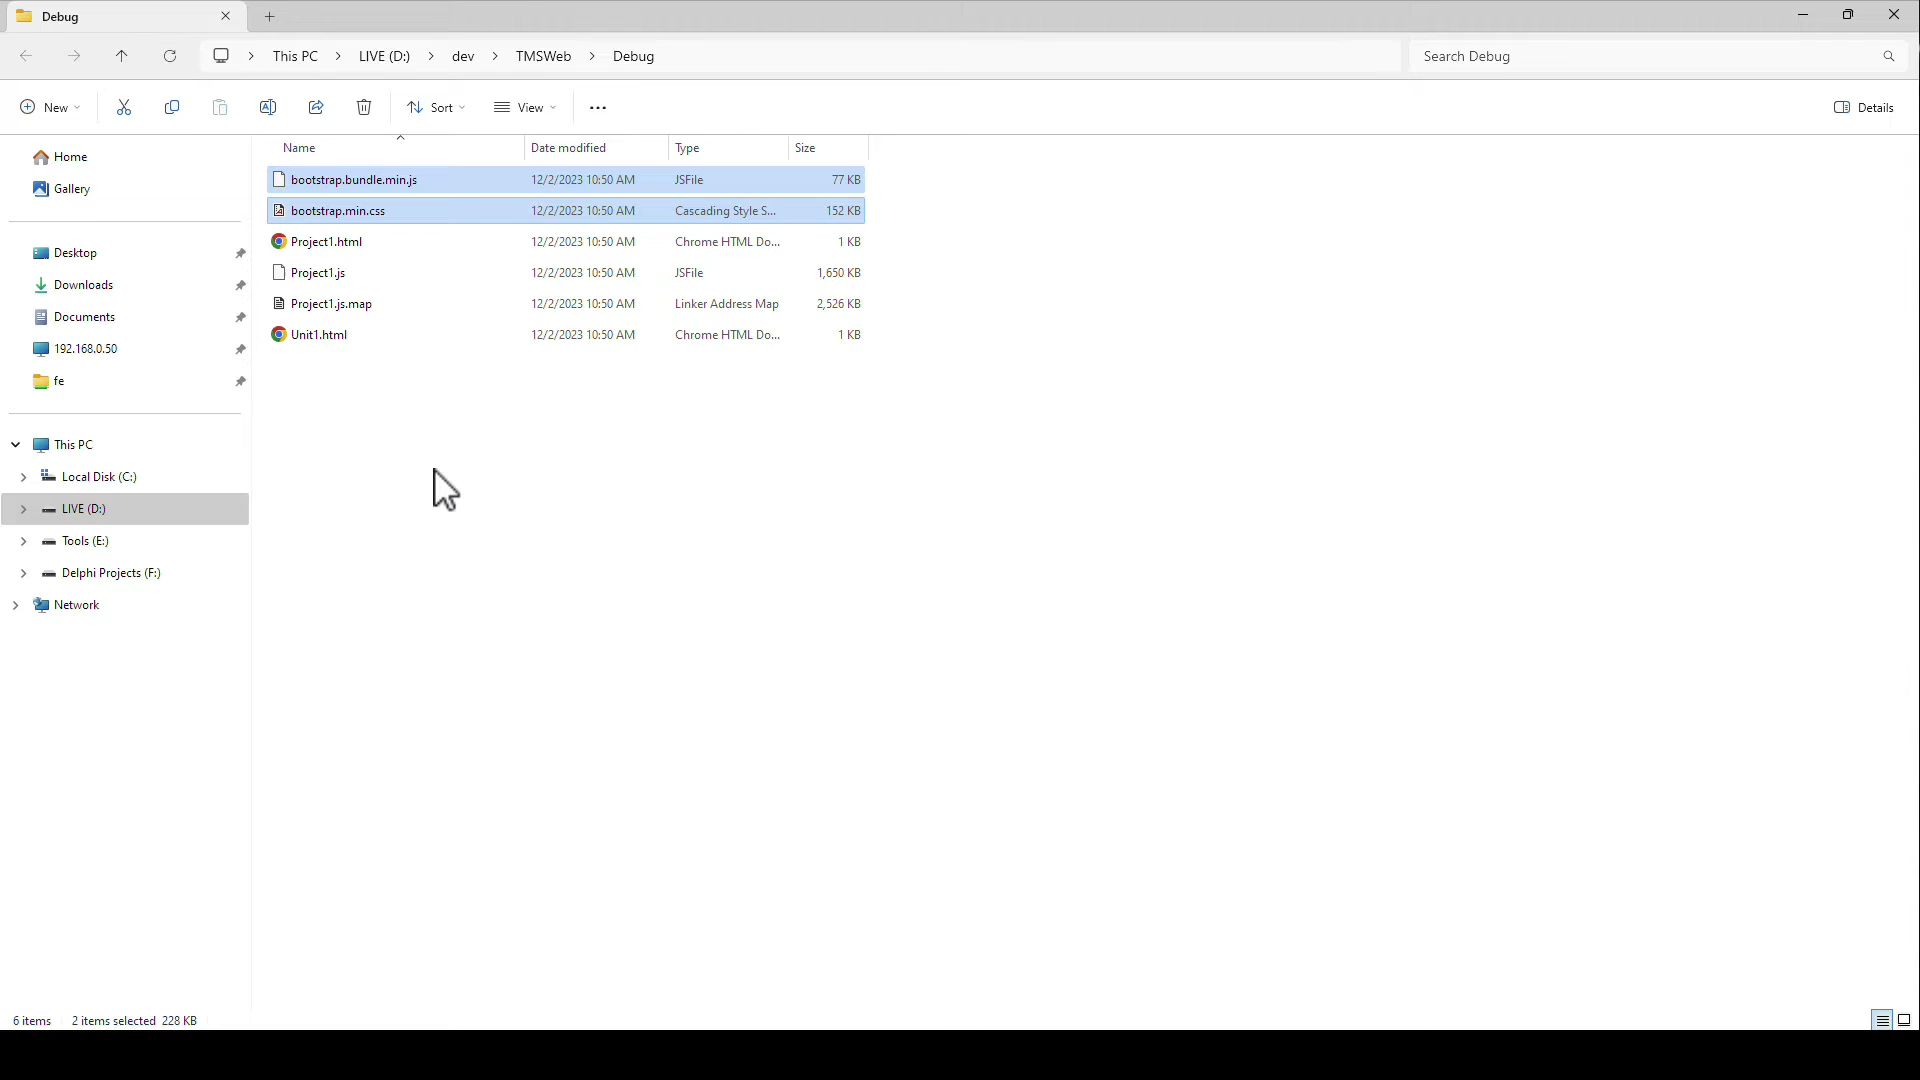 Debug
This PC > LIVE (D:) > dev > TMSWeb > Debug
Search Debug
New
Sort
View
Details
Name Date modified Type Size
bootstrap.bundle.min.js 12/2/2023 10:50 AM JSFile 77 KB
bootstrap.min.css 12/2/2023 10:50 AM Cascading Style S... 152 KB
Project1.html 12/2/2023 10:50 AM Chrome HTML Do... 1 KB
Project1.js 12/2/2023 10:50 AM JSFile 1,650 KB
Project1.js.map 12/2/2023 10:50 AM Linker Address Map 2,526 KB
Unit1.html 12/2/2023 10:50 AM Chrome HTML Do... 1 KB
Home
Gallery
Desktop
Downloads
Documents
192.168.0.50
fe
This PC
Local Disk (C:)
LIVE (D:)
Tools (E:)
Delphi Projects (F:)
Network
6 items 2 items selected 228 KB